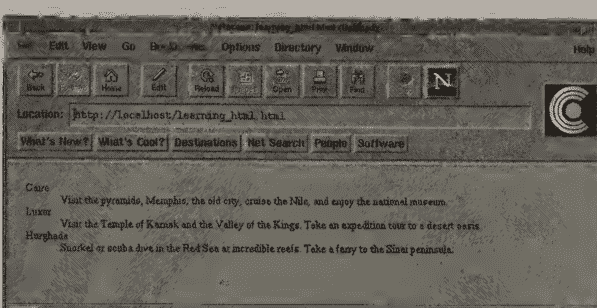 Edit View Go Options Directory Window Help
Back Home Edit Reload Open Print Find N
Location: http://localhost/learning_html.html
What's New? What's Cool? Destinations Net Search People Software
Cairo
Visit the pyramids, Memphis, the old city, cruise the Nile, and enjoy the national museum.
Luxor
Visit the Temple of Karnak and the Valley of the Kings. Take an expedition tour to a desert oasis.
Hurghada
Snorkel or scuba dive in the Red Sea at incredible reefs. Take a ferry to the Sinai peninsula.